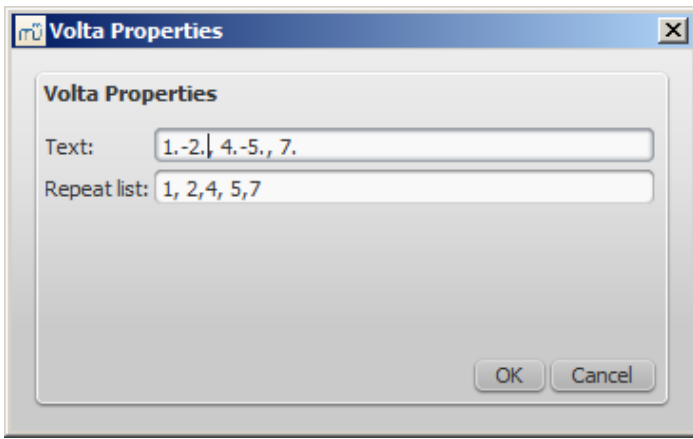 mü Volta Properties
Volta Properties
Text: 1.-2., 4.-5., 7.
Repeat list: 1, 2,4, 5,7
OK Cancel